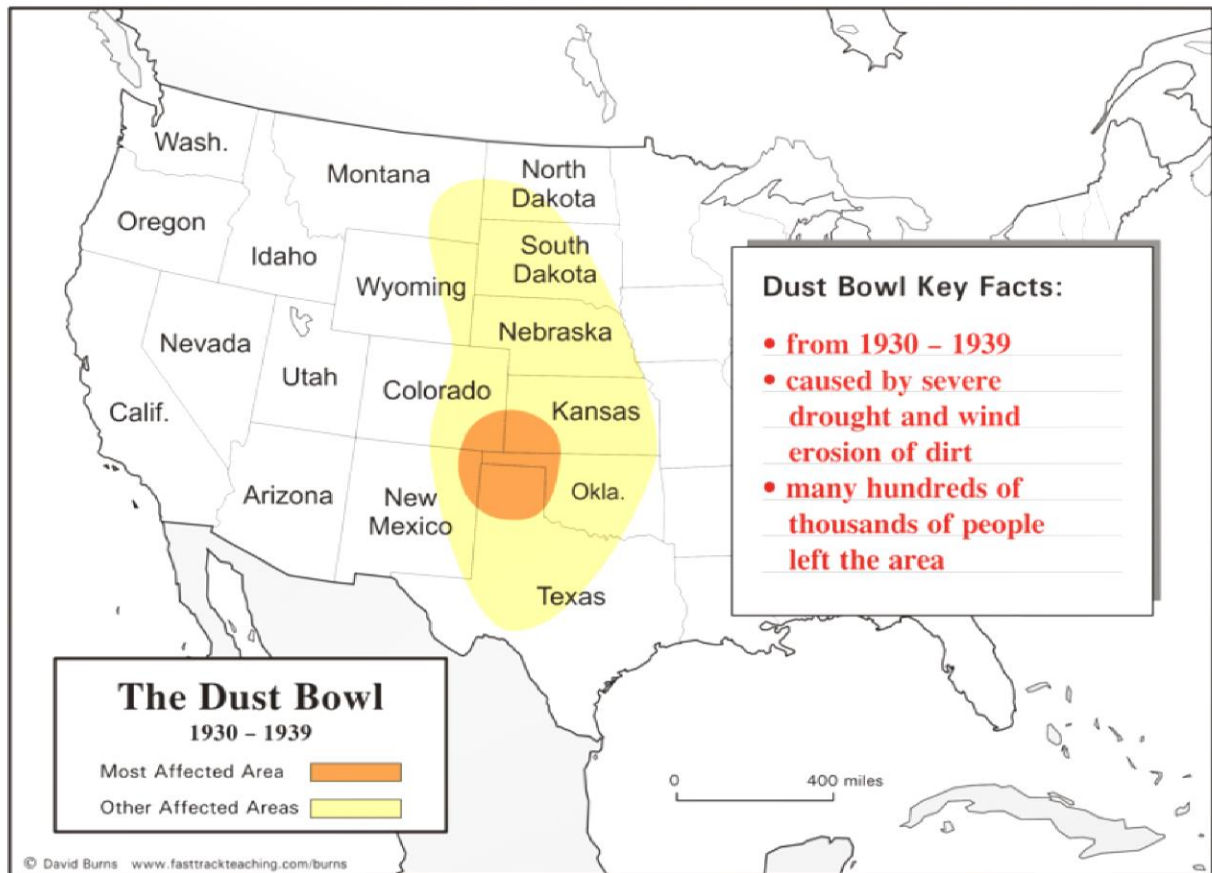 Wash.
Montana
North
Dakota
Oregon
Idaho
South
Dakota
Wyoming
Nebraska
Nevada
Utah
Colorado
Kansas
Calif.
Arizona
New
Mexico
Okla.
Texas
Dust Bowl Key Facts:
• from 1930 – 1939
• caused by severe
drought and wind
erosion of dirt
• many hundreds of
thousands of people
left the area
The Dust Bowl
1930 – 1939
Most Affected Area
Other Affected Areas
0 400 miles
© David Burns www.fasttrackteaching.com/burns